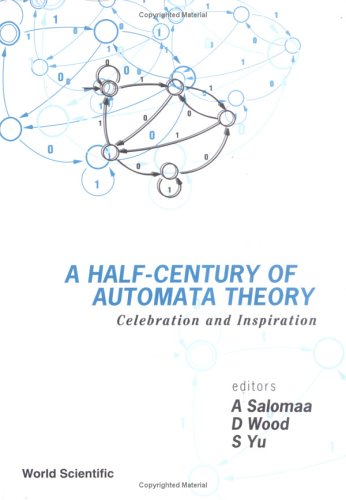 Copyrighted Material
A HALF-CENTURY OF
AUTOMATA THEORY
Celebration and Inspiration
editors
A Salomaa
D Wood
S Yu
World Scientific
Copyrighted Material